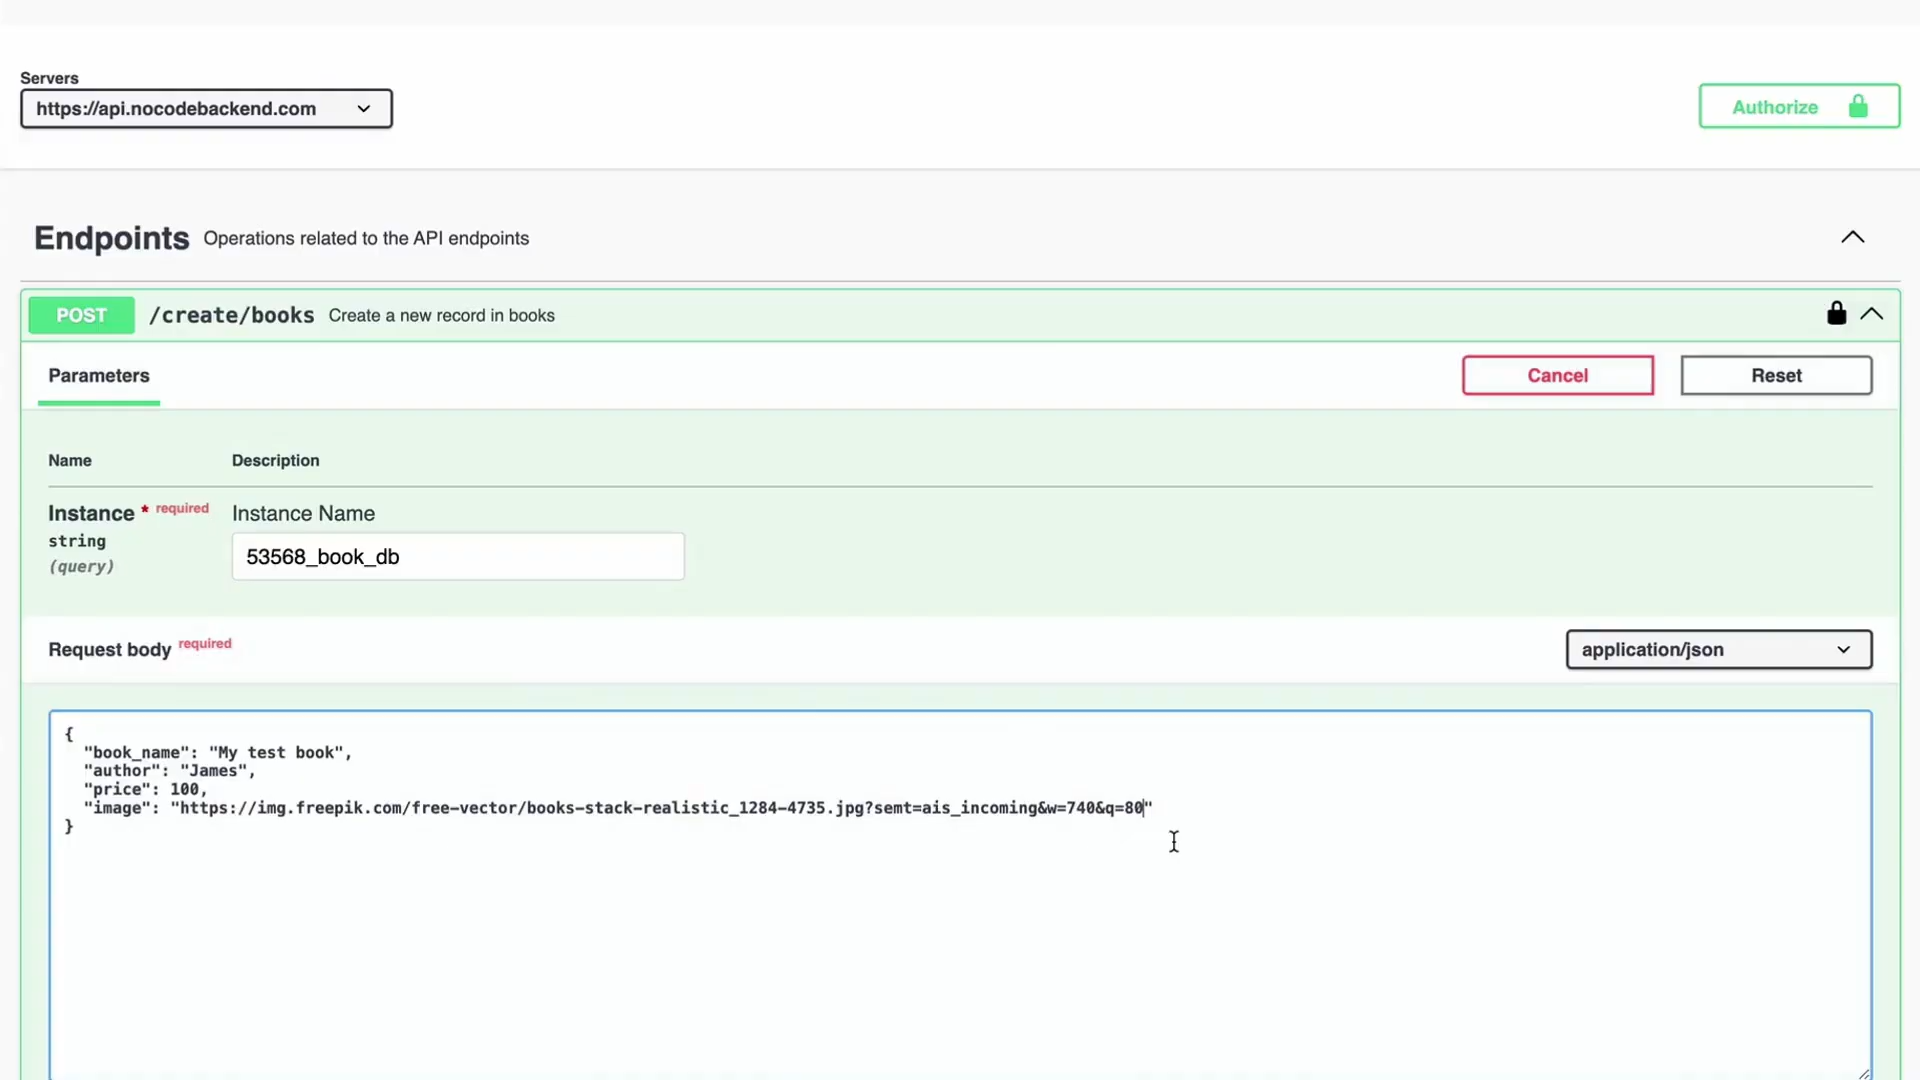 Servers
https://api.nocodebackend.com
Authorize
Endpoints Operations related to the API endpoints
POST /create/books Create a new record in books
Parameters
Cancel
Reset
Name Description
Instance * required Instance Name
string
(query)
53568_book_db
Request body required
application/json
{
"book_name": "My test book",
"author": "James",
"price": 100,
"image": "https://img.freepik.com/free-vector/books-stack-realistic_1284-4735.jpg?semt=ais_incoming&w=740&q=80"
}